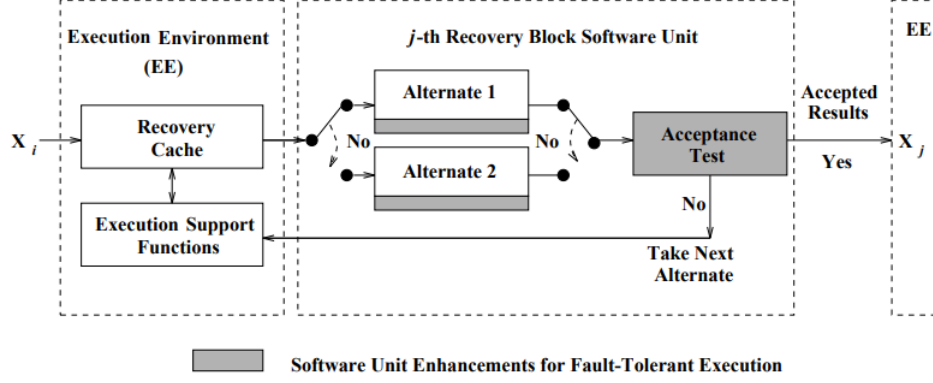 Execution Environment
(EE)
j-th Recovery Block Software Unit
EE
X i
Recovery
Cache
No
Alternate 1
No
Alternate 2
Acceptance
Test
Accepted
Results
Yes
X j
Execution Support
Functions
No
Take Next
Alternate
Software Unit Enhancements for Fault-Tolerant Execution